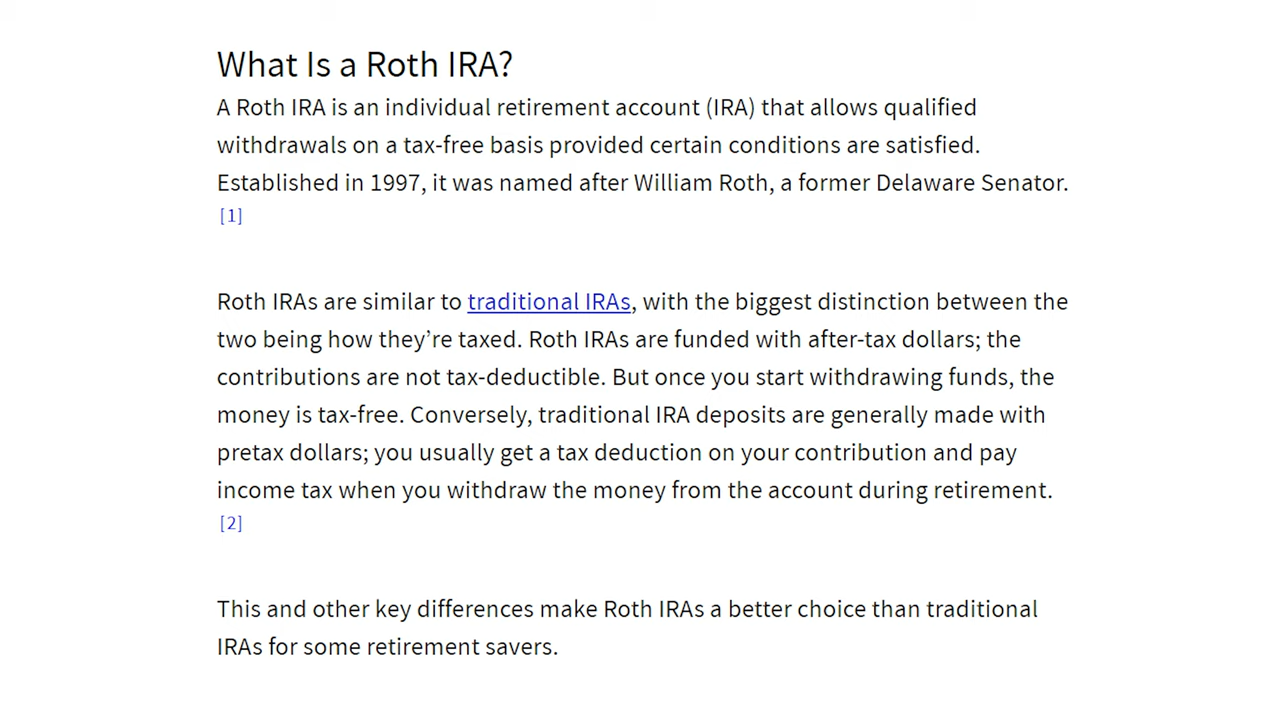 What Is a Roth IRA?
A Roth IRA is an individual retirement account (IRA) that allows qualified
withdrawals on a tax-free basis provided certain conditions are satisfied.
Established in 1997, it was named after William Roth, a former Delaware Senator.
[1]
Roth IRAs are similar to traditional IRAs, with the biggest distinction between the
two being how they’re taxed. Roth IRAs are funded with after-tax dollars; the
contributions are not tax-deductible. But once you start withdrawing funds, the
money is tax-free. Conversely, traditional IRA deposits are generally made with
pretax dollars; you usually get a tax deduction on your contribution and pay
income tax when you withdraw the money from the account during retirement.
[2]
This and other key differences make Roth IRAs a better choice than traditional
IRAs for some retirement savers.